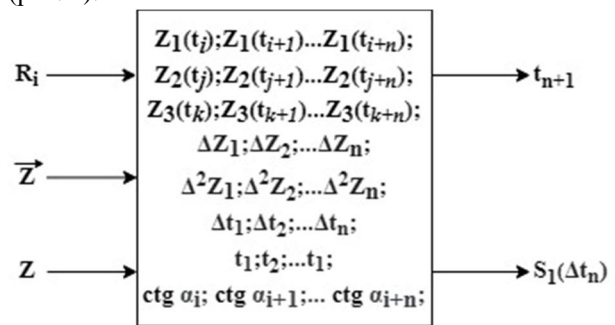 Z₁(tᵢ);Z₁(tᵢ₊₁)...Z₁(tᵢ₊ₙ);
Rᵢ Z₂(tⱼ);Z₂(tⱼ₊₁)...Z₂(tⱼ₊ₙ); tₙ₊₁
Z₃(tₖ);Z₃(tₖ₊₁)...Z₃(tₖ₊ₙ);
ΔZ₁;ΔZ₂;...ΔZₙ;
Z⃗ Δ²Z₁;Δ²Z₂;...Δ²Zₙ;
Δt₁;Δt₂;...Δtₙ;
Z t₁;t₂;...t₁; S₁(Δtₙ)
ctg αᵢ; ctg αᵢ₊₁;... ctg αᵢ₊ₙ;